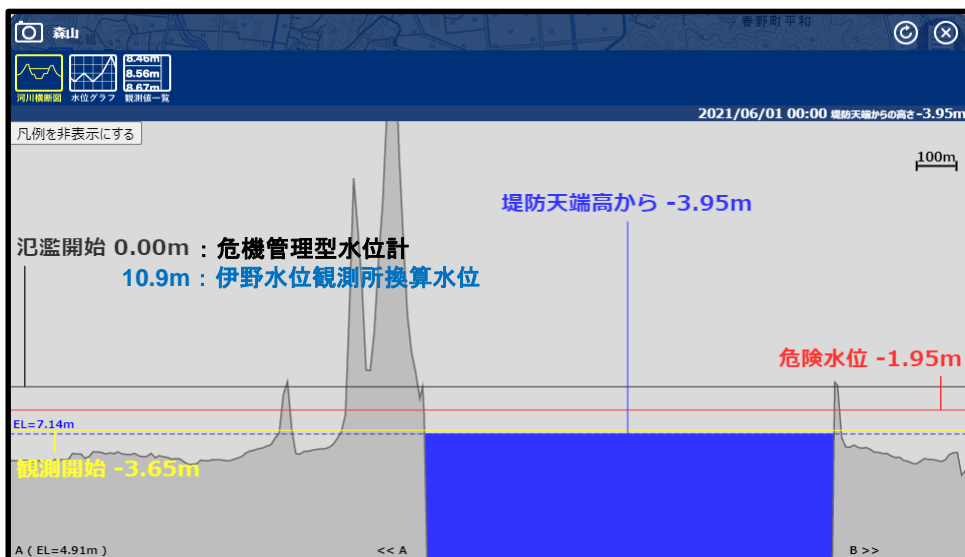 春野町平和
森山
8.46m
8.56m
8.67m
河川横断図 水位グラフ 観測値一覧
2021/06/01 00:00 堤防天端からの高さ-3.95m
凡例を非表示にする
100m
堤防天端高から -3.95m
氾濫開始 0.00m：危機管理型水位計
10.9m：伊野水位観測所換算水位
危険水位 -1.95m
EL=7.14m
観測開始 -3.65m
A ( EL=4.91m )
<< A
B >>